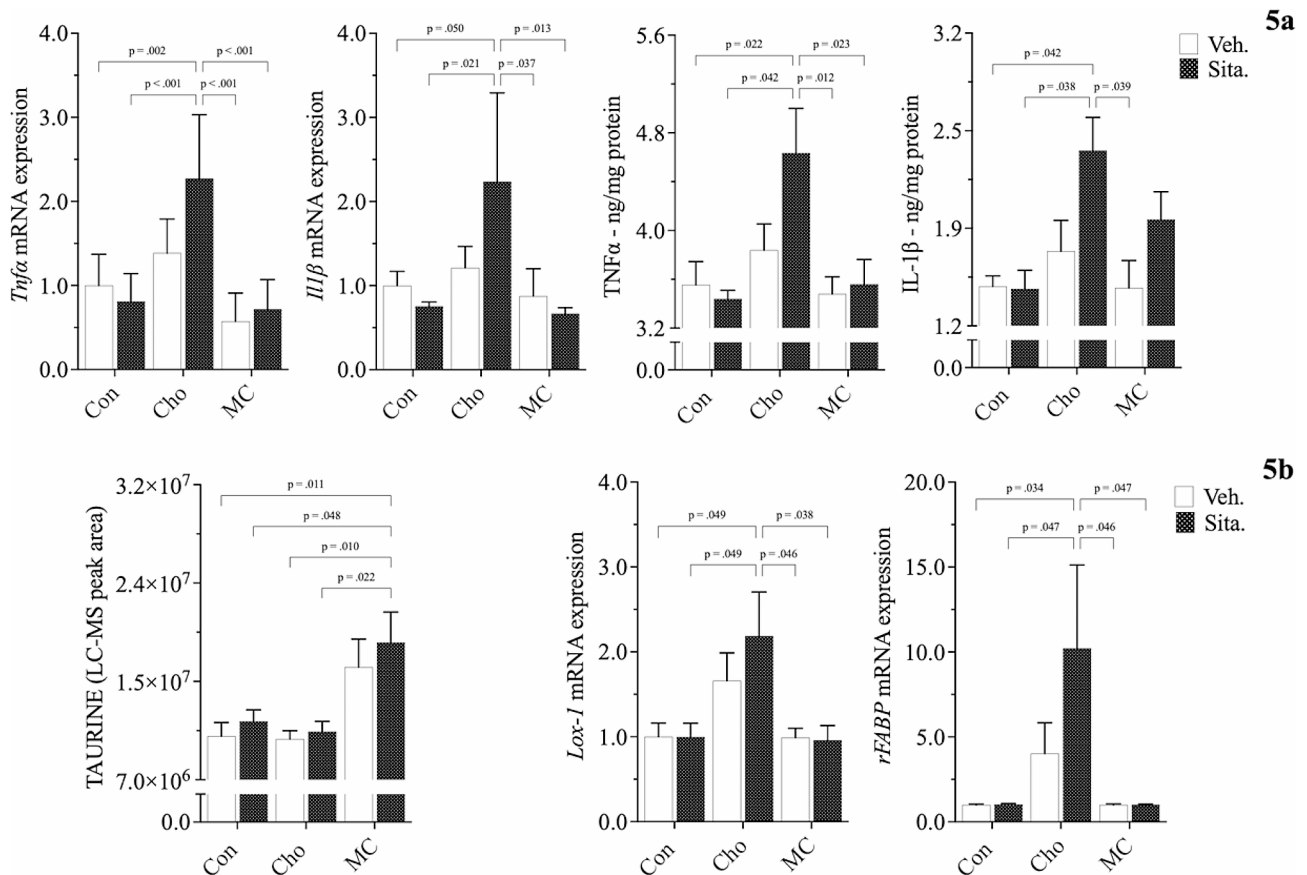 5a
Veh.
Sita.
Tnfα mRNA expression
4.0
3.0
2.0
1.0
0.0
p = .002
p < .001
p < .001
p < .001
Con
Cho
MC
Il1β mRNA expression
4.0
3.0
2.0
1.0
0.0
p = .050
p = .013
p = .021
p = .037
Con
Cho
MC
TNFα - ng/mg protein
5.6
4.8
4.0
3.2
0.0
p = .022
p = .023
p = .042
p = .012
Con
Cho
MC
IL-1β - ng/mg protein
3.2
2.5
1.9
1.2
0.0
p = .042
p = .038
p = .039
Con
Cho
MC
5b
Veh.
Sita.
TAURINE (LC-MS peak area)
3.2×10⁷
2.4×10⁷
1.5×10⁷
7.0×10⁶
0.0
p = .011
p = .048
p = .010
p = .022
Con
Cho
MC
Lox-1 mRNA expression
4.0
3.0
2.0
1.0
0.0
p = .049
p = .038
p = .049
p = .046
Con
Cho
MC
rFABP mRNA expression
20.0
15.0
10.0
5.0
0.0
p = .034
p = .047
p = .047
p = .046
Con
Cho
MC